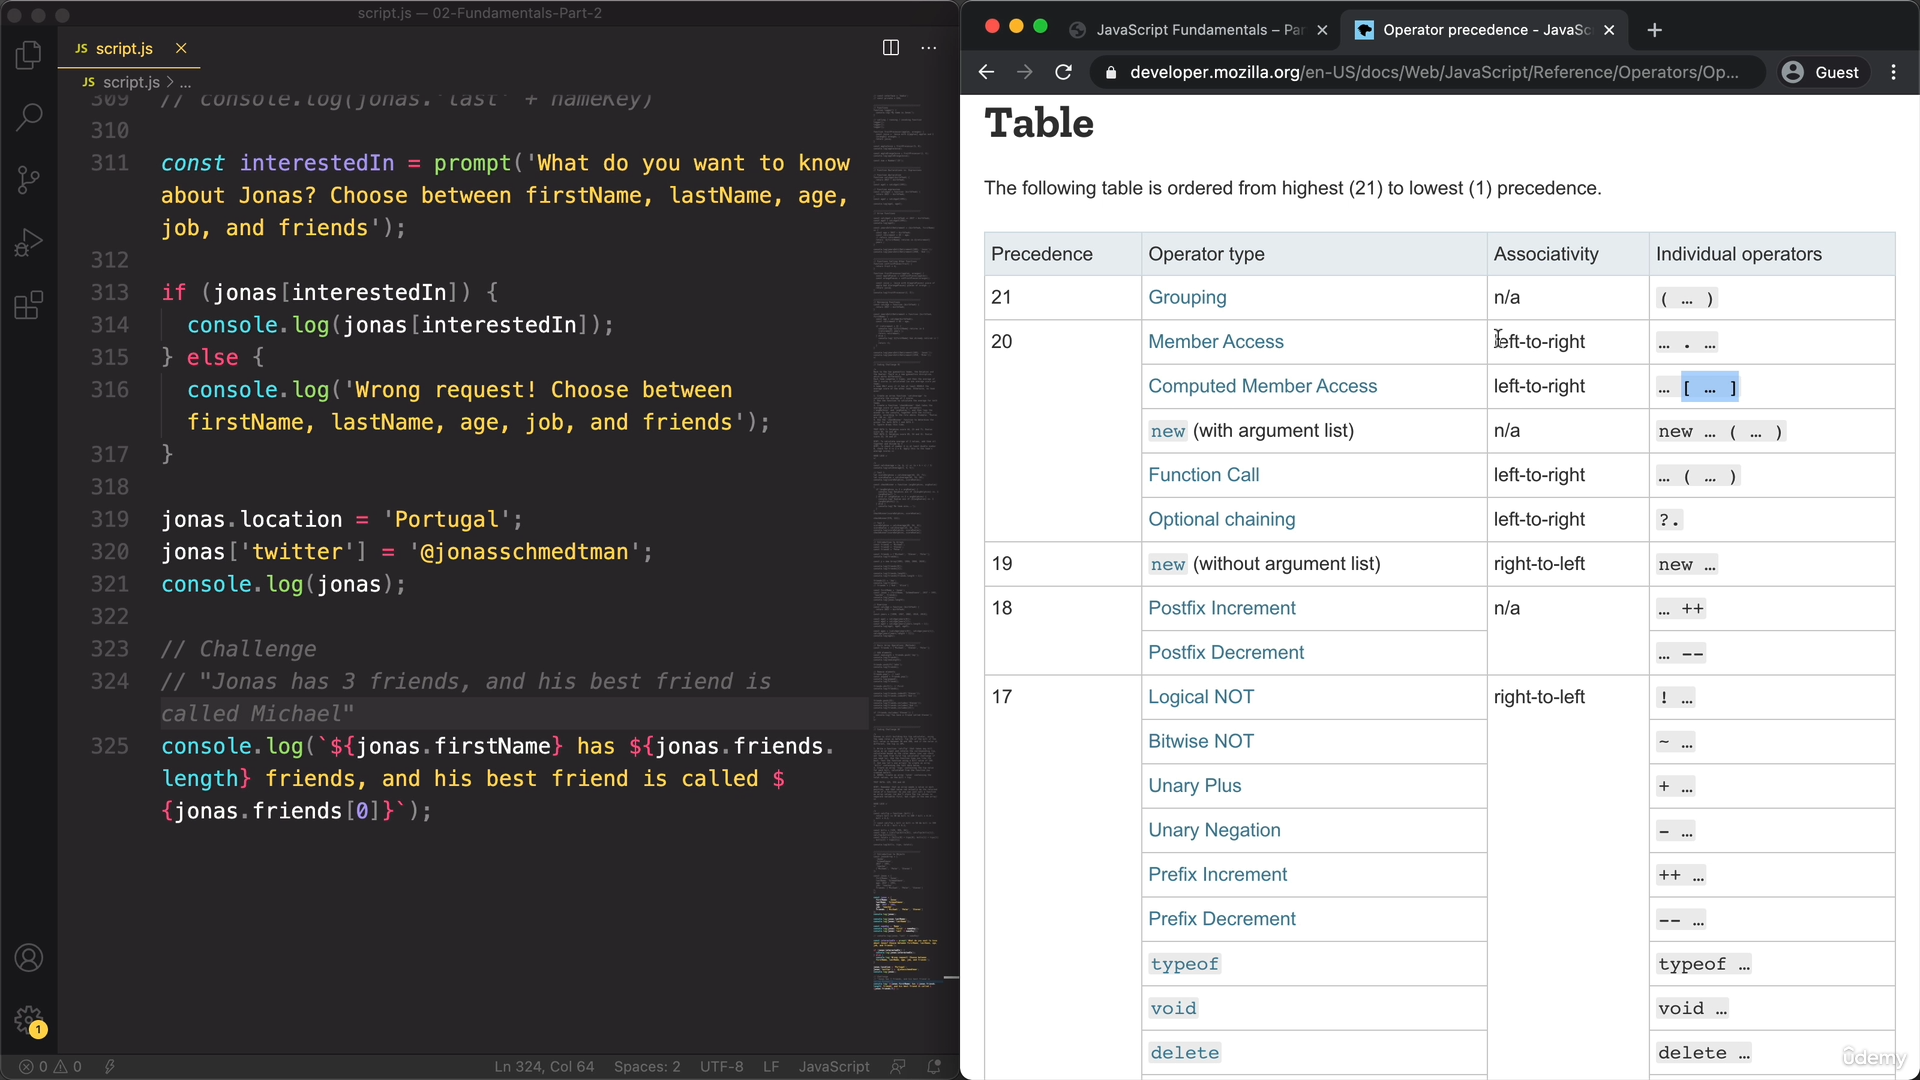 script.js — 02-Fundamentals-Part-2
JS script.js
JS script.js > ...
309 // console.log(jonas.'last' + nameKey)
310
311 const interestedIn = prompt('What do you want to know
about Jonas? Choose between firstName, lastName, age,
job, and friends');
312
313 if (jonas[interestedIn]) {
314 console.log(jonas[interestedIn]);
315 } else {
316 console.log('Wrong request! Choose between
firstName, lastName, age, job, and friends');
317 }
318
319 jonas.location = 'Portugal';
320 jonas['twitter'] = '@jonasschmedtman';
321 console.log(jonas);
322
323 // Challenge
324 // "Jonas has 3 friends, and his best friend is
called Michael"
325 console.log(`${jonas.firstName} has ${jonas.friends.
length} friends, and his best friend is called $
{jonas.friends[0]}`);
1
0 0
Ln 324, Col 64 Spaces: 2 UTF-8 LF JavaScript
JavaScript Fundamentals – Par
Operator precedence - JavaSc
developer.mozilla.org/en-US/docs/Web/JavaScript/Reference/Operators/Op...
Guest
Table
The following table is ordered from highest (21) to lowest (1) precedence.
Precedence Operator type Associativity Individual operators
21 Grouping n/a ( … )
20 Member Access left-to-right … . …
Computed Member Access left-to-right … [ … ]
new (with argument list) n/a new … ( … )
Function Call left-to-right … ( … )
Optional chaining left-to-right ?.
19 new (without argument list) right-to-left new …
18 Postfix Increment n/a … ++
Postfix Decrement … --
17 Logical NOT right-to-left ! …
Bitwise NOT ~ …
Unary Plus + …
Unary Negation - …
Prefix Increment ++ …
Prefix Decrement -- …
typeof typeof …
void void …
delete delete …
ûdemy